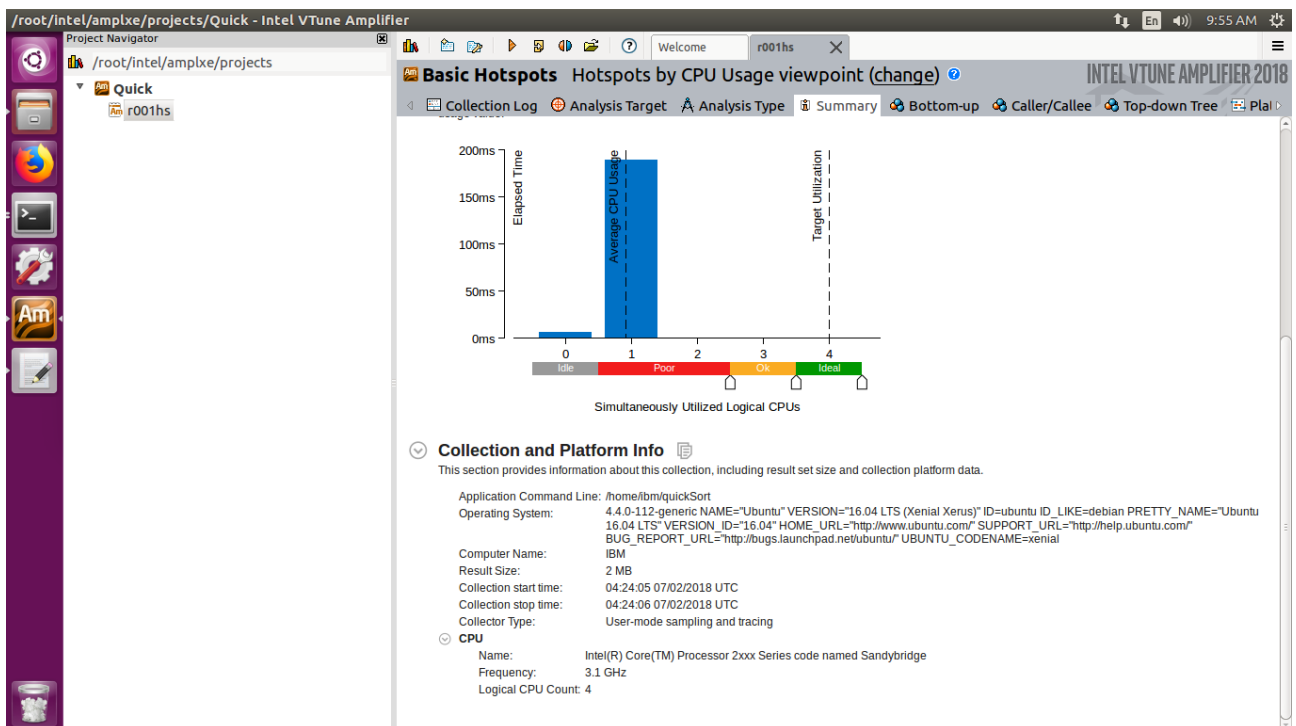 /root/intel/amplxe/projects/Quick - Intel VTune Amplifier
En
9:55 AM
Project Navigator
/root/intel/amplxe/projects
Quick
r001hs
Welcome
r001hs
Basic Hotspots Hotspots by CPU Usage viewpoint (change)
INTEL VTUNE AMPLIFIER 2018
Collection Log Analysis Target Analysis Type Summary Bottom-up Caller/Callee Top-down Tree Pla
usage value.
200ms
150ms
100ms
50ms
0ms
Elapsed Time
Average CPU Usage
Target Utilization
0 1 2 3 4
Idle Poor Ok Ideal
Simultaneously Utilized Logical CPUs
Collection and Platform Info
This section provides information about this collection, including result set size and collection platform data.
Application Command Line: /home/ibm/quickSort
Operating System: 4.4.0-112-generic NAME="Ubuntu" VERSION="16.04 LTS (Xenial Xerus)" ID=ubuntu ID_LIKE=debian PRETTY_NAME="Ubuntu
16.04 LTS" VERSION_ID="16.04" HOME_URL="http://www.ubuntu.com/" SUPPORT_URL="http://help.ubuntu.com/"
BUG_REPORT_URL="http://bugs.launchpad.net/ubuntu/" UBUNTU_CODENAME=xenial
Computer Name: IBM
Result Size: 2 MB
Collection start time: 04:24:05 07/02/2018 UTC
Collection stop time: 04:24:06 07/02/2018 UTC
Collector Type: User-mode sampling and tracing
CPU
Name: Intel(R) Core(TM) Processor 2xxx Series code named Sandybridge
Frequency: 3.1 GHz
Logical CPU Count: 4
Am